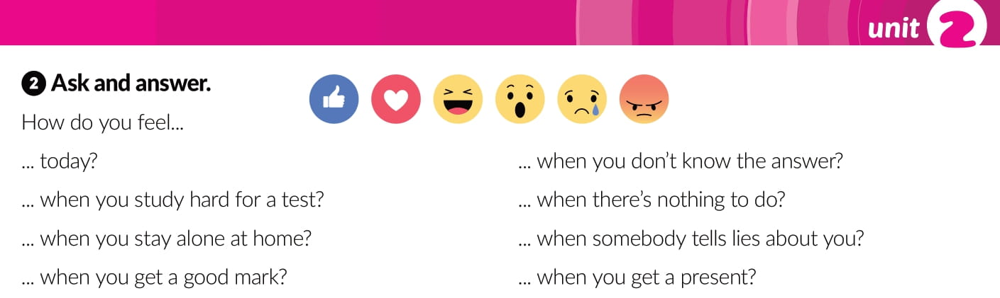 unit 2
2 Ask and answer.
How do you feel...
... today?
... when you study hard for a test?
... when you stay alone at home?
... when you get a good mark?
... when you don’t know the answer?
... when there’s nothing to do?
... when somebody tells lies about you?
... when you get a present?